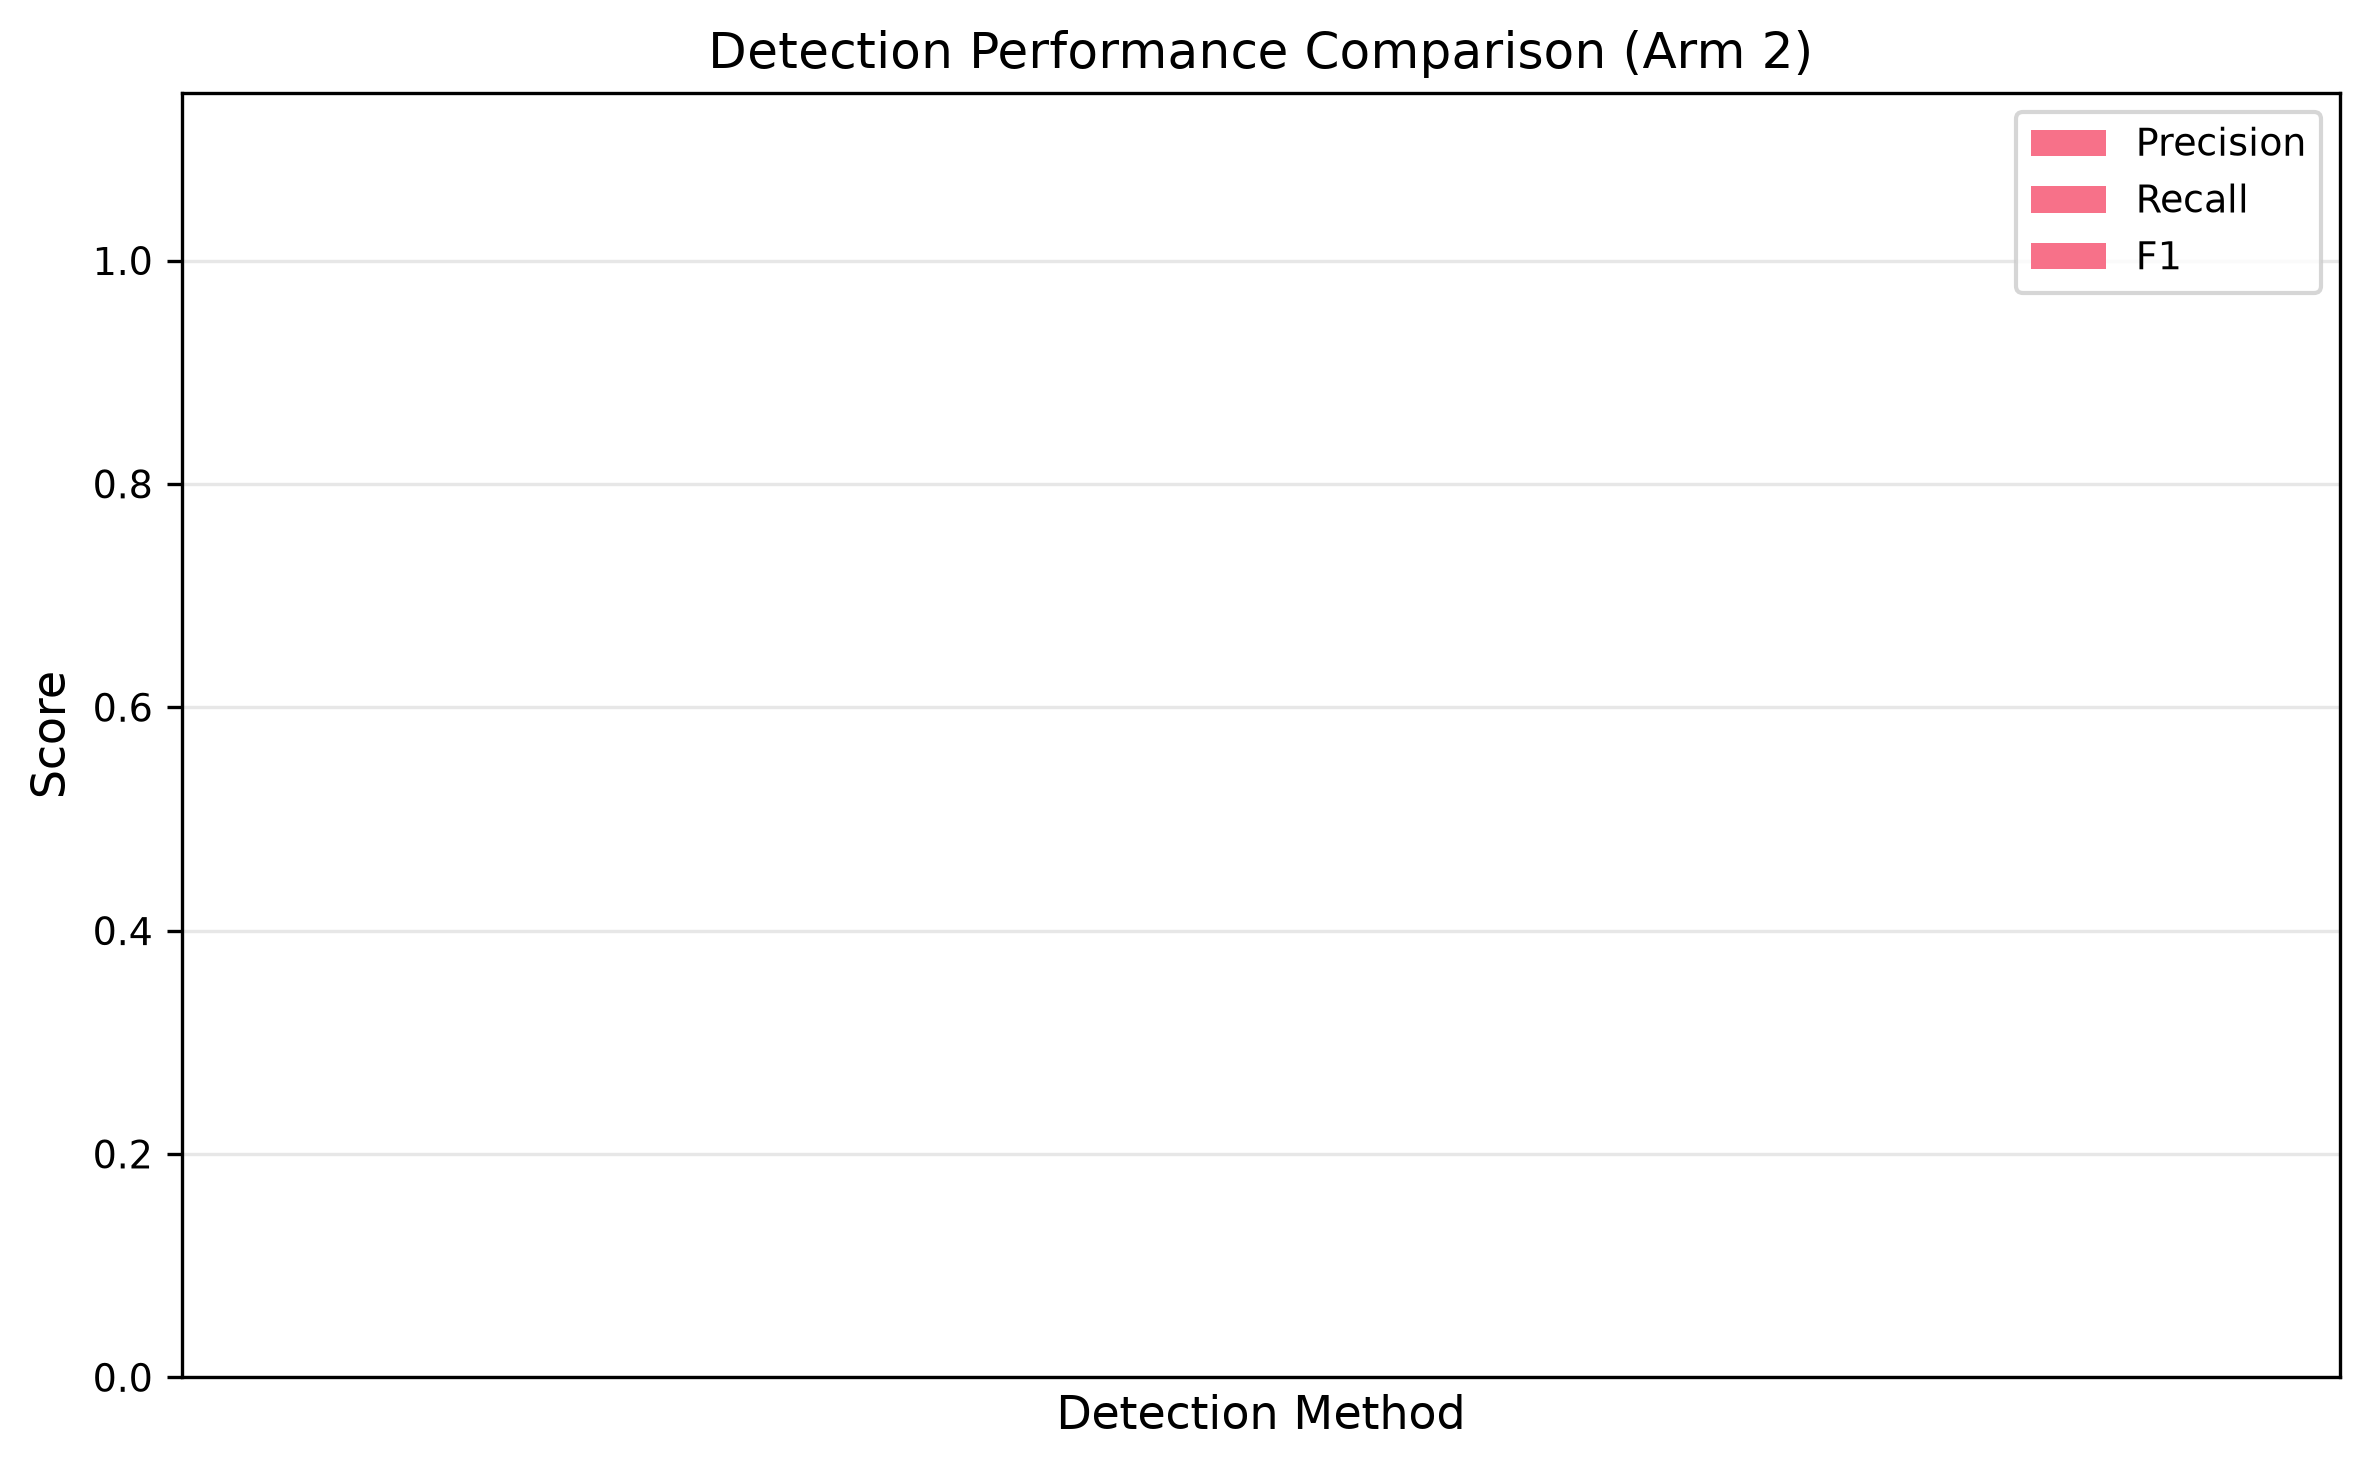 Detection Performance Comparison (Arm 2)
Precision
Recall
F1
1.0
0.8
0.6
0.4
0.2
0.0
Score
Detection Method